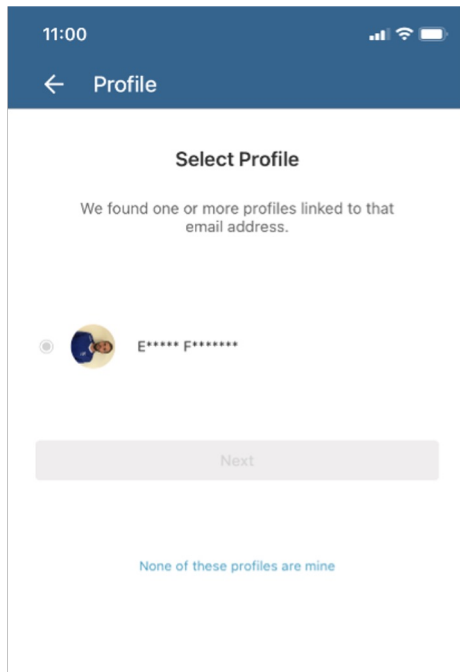 11:00
Profile
Select Profile
We found one or more profiles linked to that
email address.
E***** F*******
Next
None of these profiles are mine